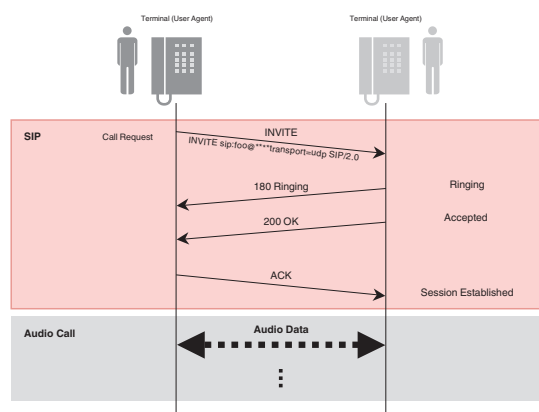 Terminal (User Agent)
Terminal (User Agent)
SIP
Call Request
INVITE
INVITE sip:foo@****transport=udp SIP/2.0
180 Ringing
Ringing
200 OK
Accepted
ACK
Session Established
Audio Call
Audio Data